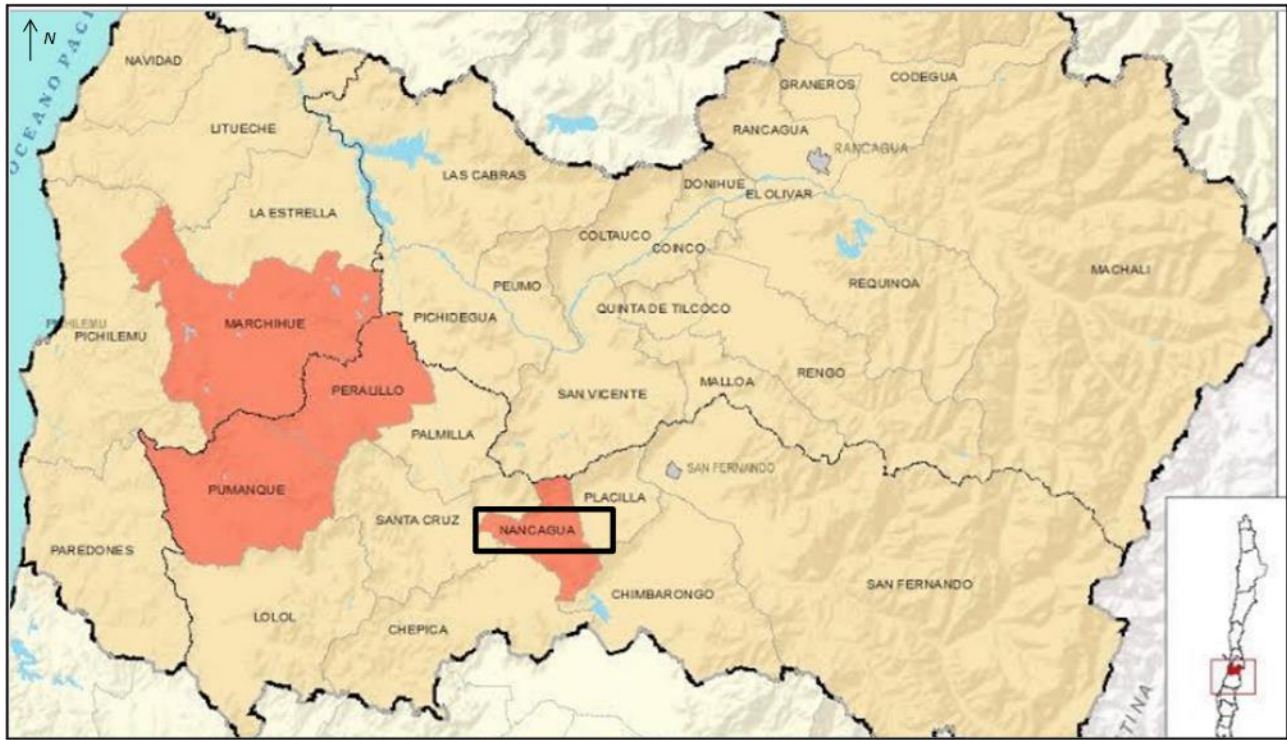 N
OCEANO PACI
NAVIDAD
CODEGUA
GRANEROS
LITUECHE
RANCAGUA
RANCAGUA
LAS CABRAS
DONIHUE
EL OLIVAR
LA ESTRELLA
COLTAUCO
COINCO
MACHALI
PEUMO
REQUINOA
QUINTA DE TILCOCO
PICHIDEGUA
MARCHIHUE
PICHILEMU
PICHILEMU
RENGO
MALLOA
PERALILLO
SAN VICENTE
PALMILLA
SAN FERNANDO
PUMANQUE
PLACILLA
SANTA CRUZ
NANCAGUA
PAREDONES
SAN FERNANDO
CHIMBARONGO
LOLOL
CHEPICA
TINA